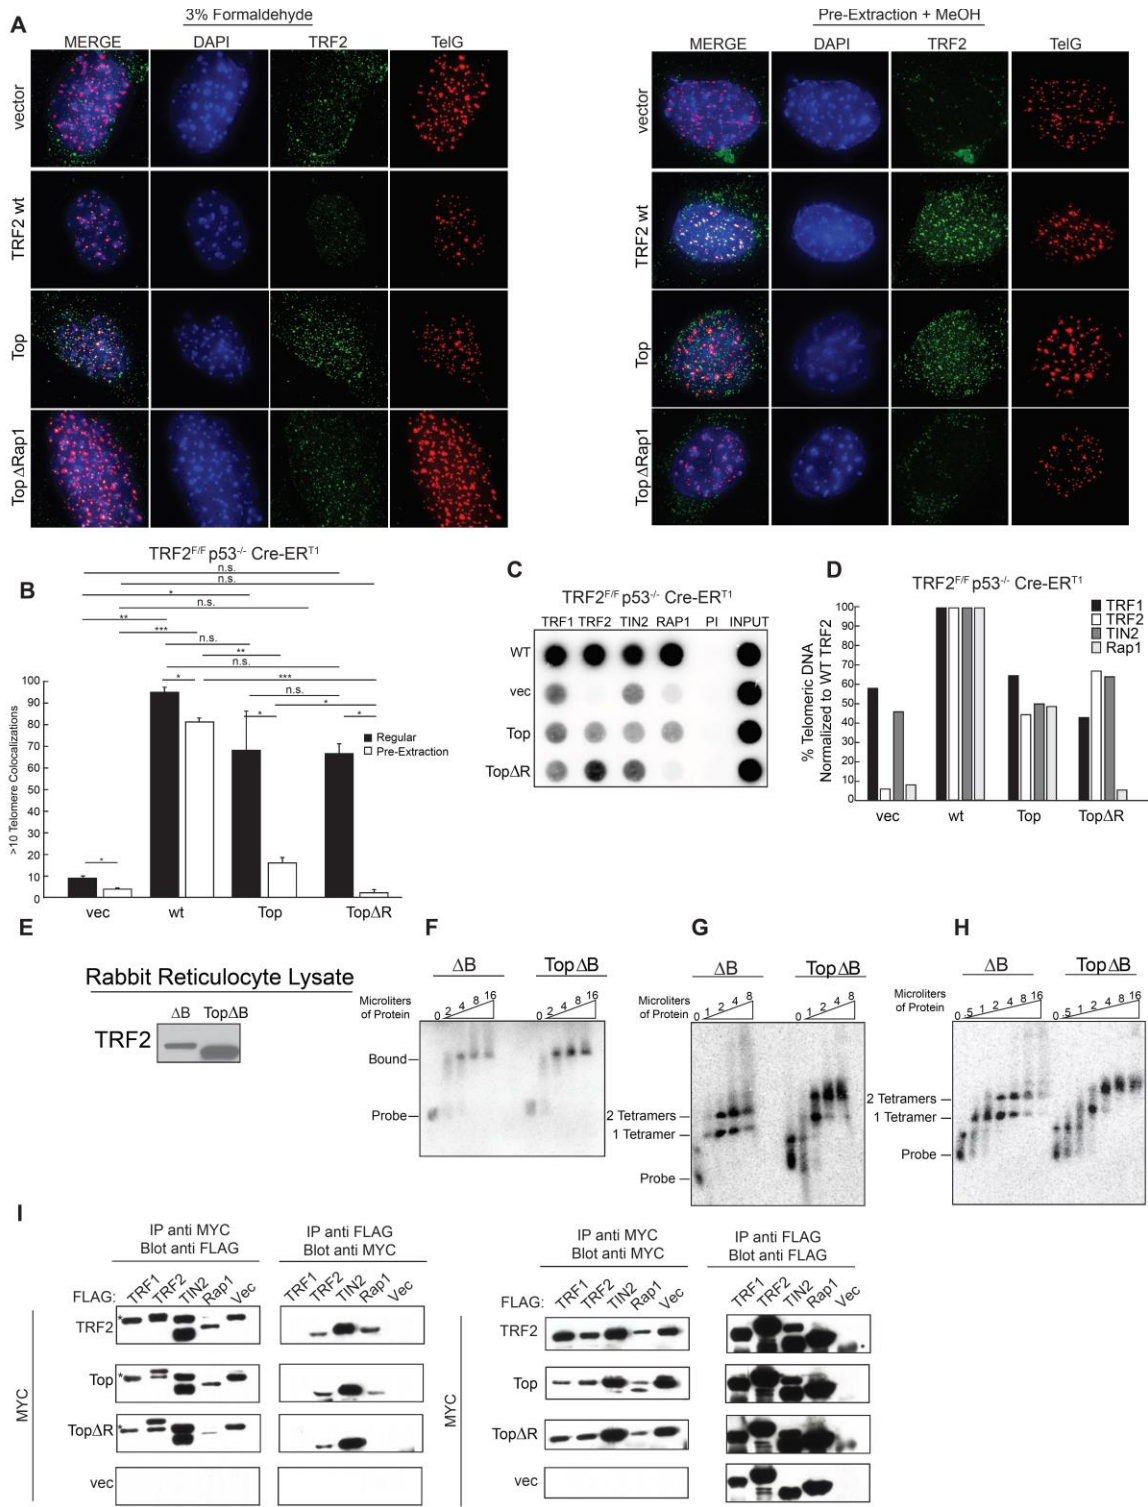 A
3% Formaldehyde
MERGE DAPI TRF2 TelG
vector
TRF2 wt
Top
Top ΔRap1
Pre-Extraction + MeOH
MERGE DAPI TRF2 TelG
vector
TRF2 wt
Top
Top ΔRap1
B
TRF2F/F p53-/- Cre-ERT1
n.s.
n.s.
*
n.s.
**
***
n.s.
**
n.s.
***
n.s.
*
*
*
*
*
Regular
Pre-Extraction
>10 Telomere Colocalizations
100
90
80
70
60
50
40
30
20
10
0
vec wt Top TopΔR
C
TRF2F/F p53-/- Cre-ERT1
TRF1 TRF2 TIN2 RAP1 PI INPUT
WT
vec
Top
TopΔR
D
TRF2F/F p53-/- Cre-ERT1
% Telomeric DNA
Normalized to WT TRF2
100
90
80
70
60
50
40
30
20
10
0
TRF1
TRF2
TIN2
Rap1
vec wt Top TopΔR
E
Rabbit Reticulocyte Lysate
ΔB TopΔB
TRF2
F
ΔB Top ΔB
Microliters
of Protein
0 2 4 8 16 0 2 4 8 16
Bound
Probe
G
ΔB Top ΔB
Microliters
of Protein
0 1 2 4 8 0 1 2 4 8
2 Tetramers
1 Tetramer
Probe
H
ΔB Top ΔB
Microliters
of Protein
0 .5 1 2 4 8 16 0 .5 1 2 4 8 16
2 Tetramers
1 Tetramer
Probe
I
IP anti MYC
Blot anti FLAG
IP anti FLAG
Blot anti MYC
FLAG: TRF1 TRF2 TIN2 Rap1 Vec TRF1 TRF2 TIN2 Rap1 Vec
MYC
TRF2 *
Top *
TopΔR *
vec
IP anti MYC
Blot anti MYC
IP anti FLAG
Blot anti FLAG
FLAG: TRF1 TRF2 TIN2 Rap1 Vec TRF1 TRF2 TIN2 Rap1 Vec
MYC
TRF2
Top
TopΔR
vec